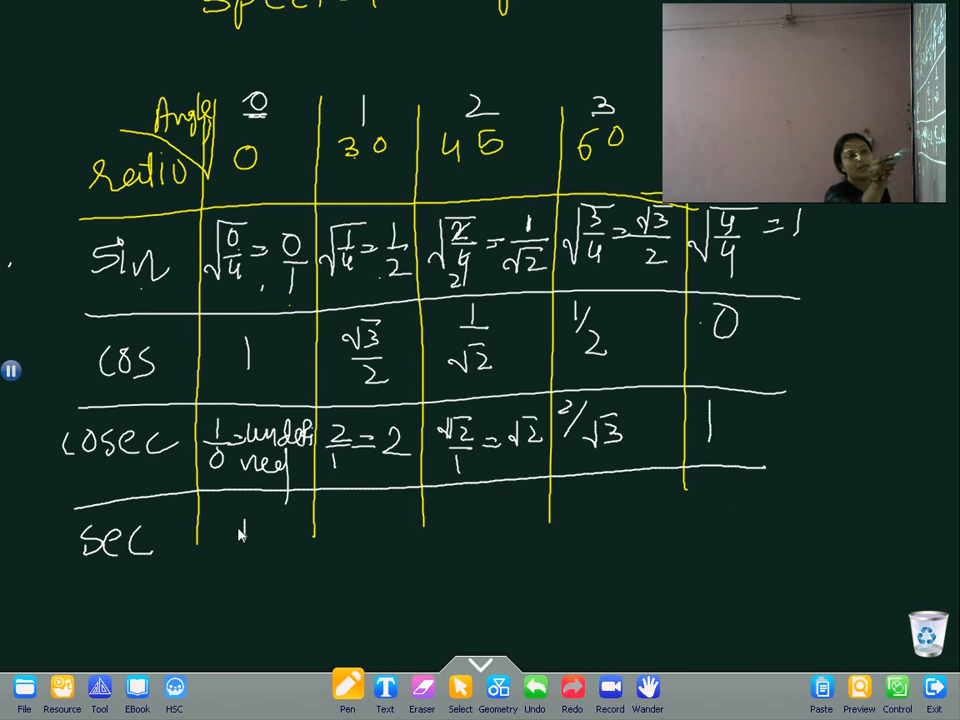 Angle 0 1 2 3
ratio 0 30 45 60
sin √0/4 = 0/1 √1/4 = 1/2 √2/4 2 = 1/√2 √3/4 = √3/2 √4/4 = 1
cos 1 √3/2 1/√2 1/2 0
cosec 1/0 = undefined 2/1 = 2 √2/1 = √2 2/√3 1
sec 1
File Resource Tool EBook HSC Pen Text Eraser Select Geometry Undo Redo Record Wander Paste Preview Control Exit